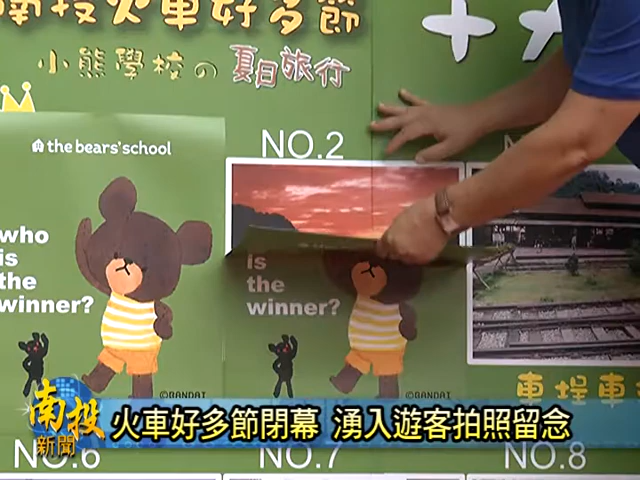 南投火車好多節
小熊學校の夏日旅行
the bears' school
NO.2
who
is
the
winner?
is
the
winner?
©BANDAI
©BANDAI
車埕車
南投
新聞
火車好多節閉幕 湧入遊客拍照留念
NO.6
NO.7
NO.8